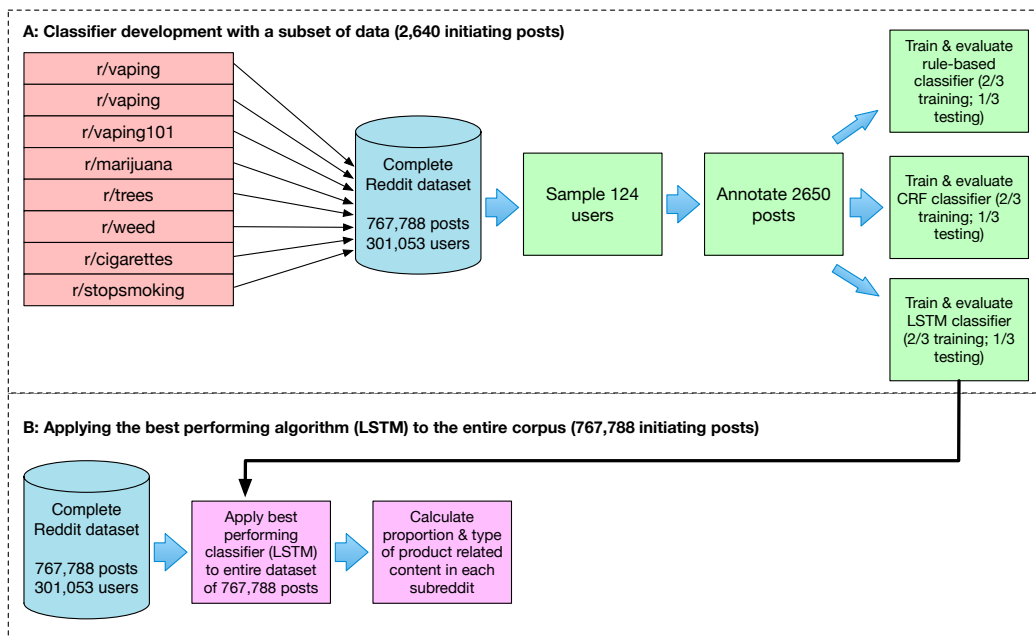 A: Classifier development with a subset of data (2,640 initiating posts)
r/vaping
r/vaping
r/vaping101
r/marijuana
r/trees
r/weed
r/cigarettes
r/stopsmoking
Complete
Reddit dataset
767,788 posts
301,053 users
Sample 124
users
Annotate 2650
posts
Train & evaluate
rule-based
classifier (2/3
training; 1/3
testing)
Train & evaluate
CRF classifier (2/3
training; 1/3
testing)
Train & evaluate
LSTM classifier
(2/3 training; 1/3
testing)
B: Applying the best performing algorithm (LSTM) to the entire corpus (767,788 initiating posts)
Complete
Reddit dataset
767,788 posts
301,053 users
Apply best
performing
classifier (LSTM)
to entire dataset
of 767,788 posts
Calculate
proportion & type
of product related
content in each
subreddit